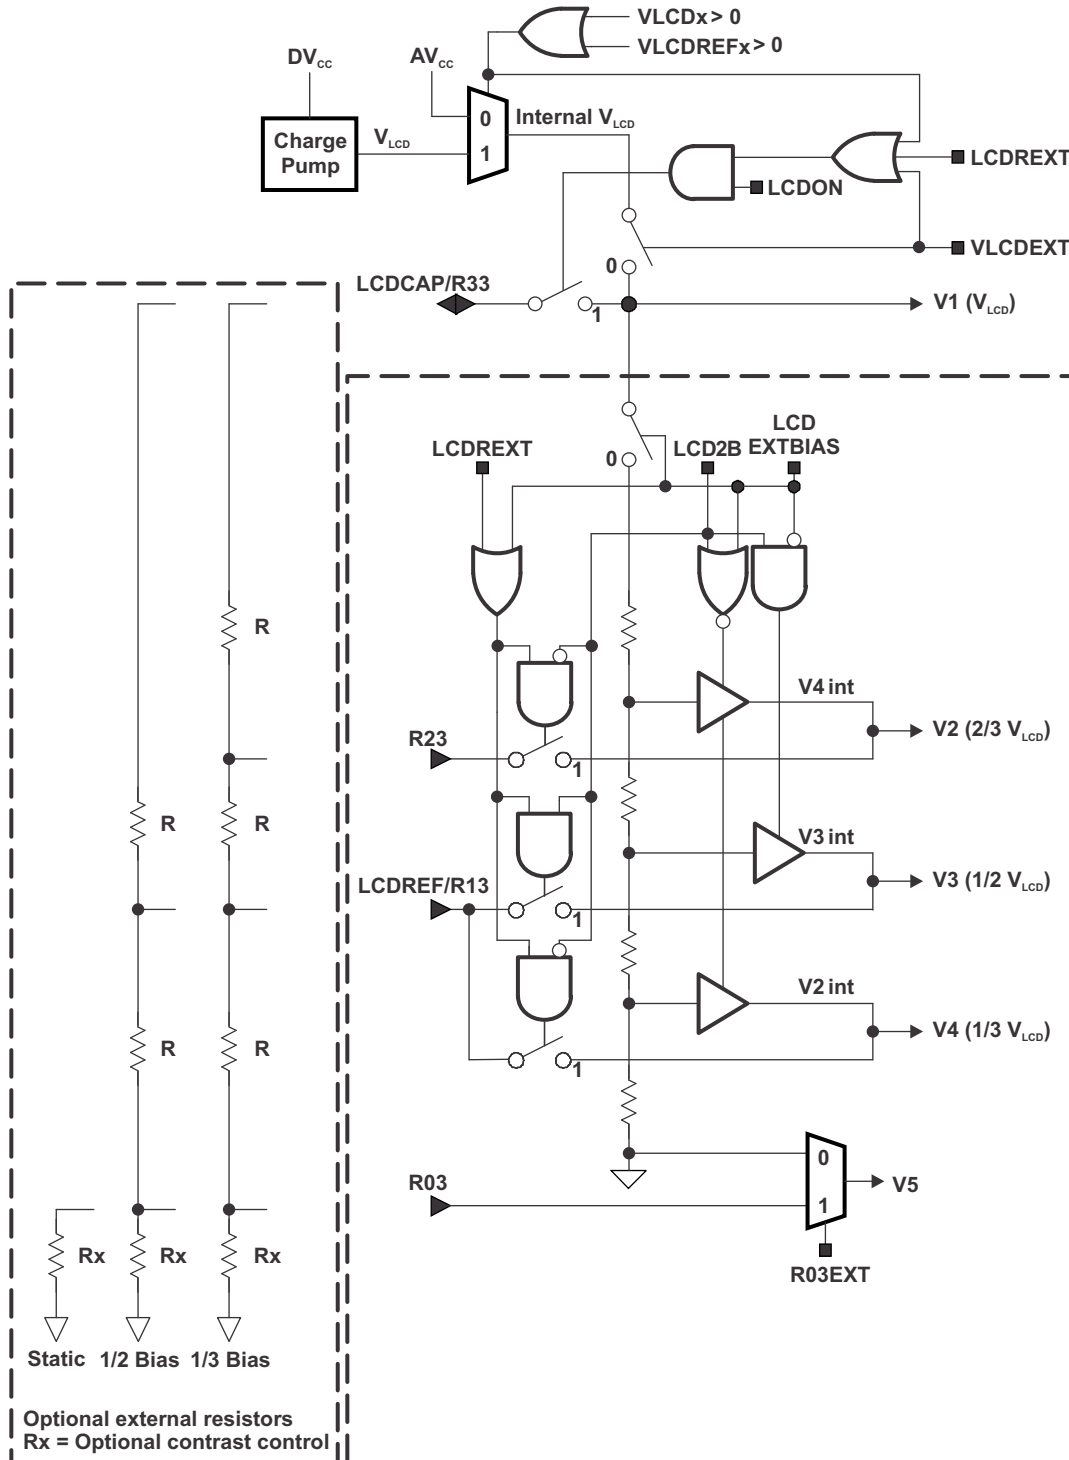 VLCDx > 0
VLCDREFx > 0
DVCC
AVCC
0
1
Internal VLCD
Charge
Pump
VLCD
LCDREXT
LCDON
VLCDEXT
0
LCDCAP/R33
1
V1 (VLCD)
LCDREXT
0
LCD2B
LCD
EXTBIAS
R
V4 int
R23
1
V2 (2/3 VLCD)
R
R
V3 int
LCDREF/R13
1
V3 (1/2 VLCD)
R
R
V2 int
1
V4 (1/3 VLCD)
R03
0
1
V5
R03EXT
Rx
Rx
Rx
Static
1/2 Bias
1/3 Bias
Optional external resistors
Rx = Optional contrast control